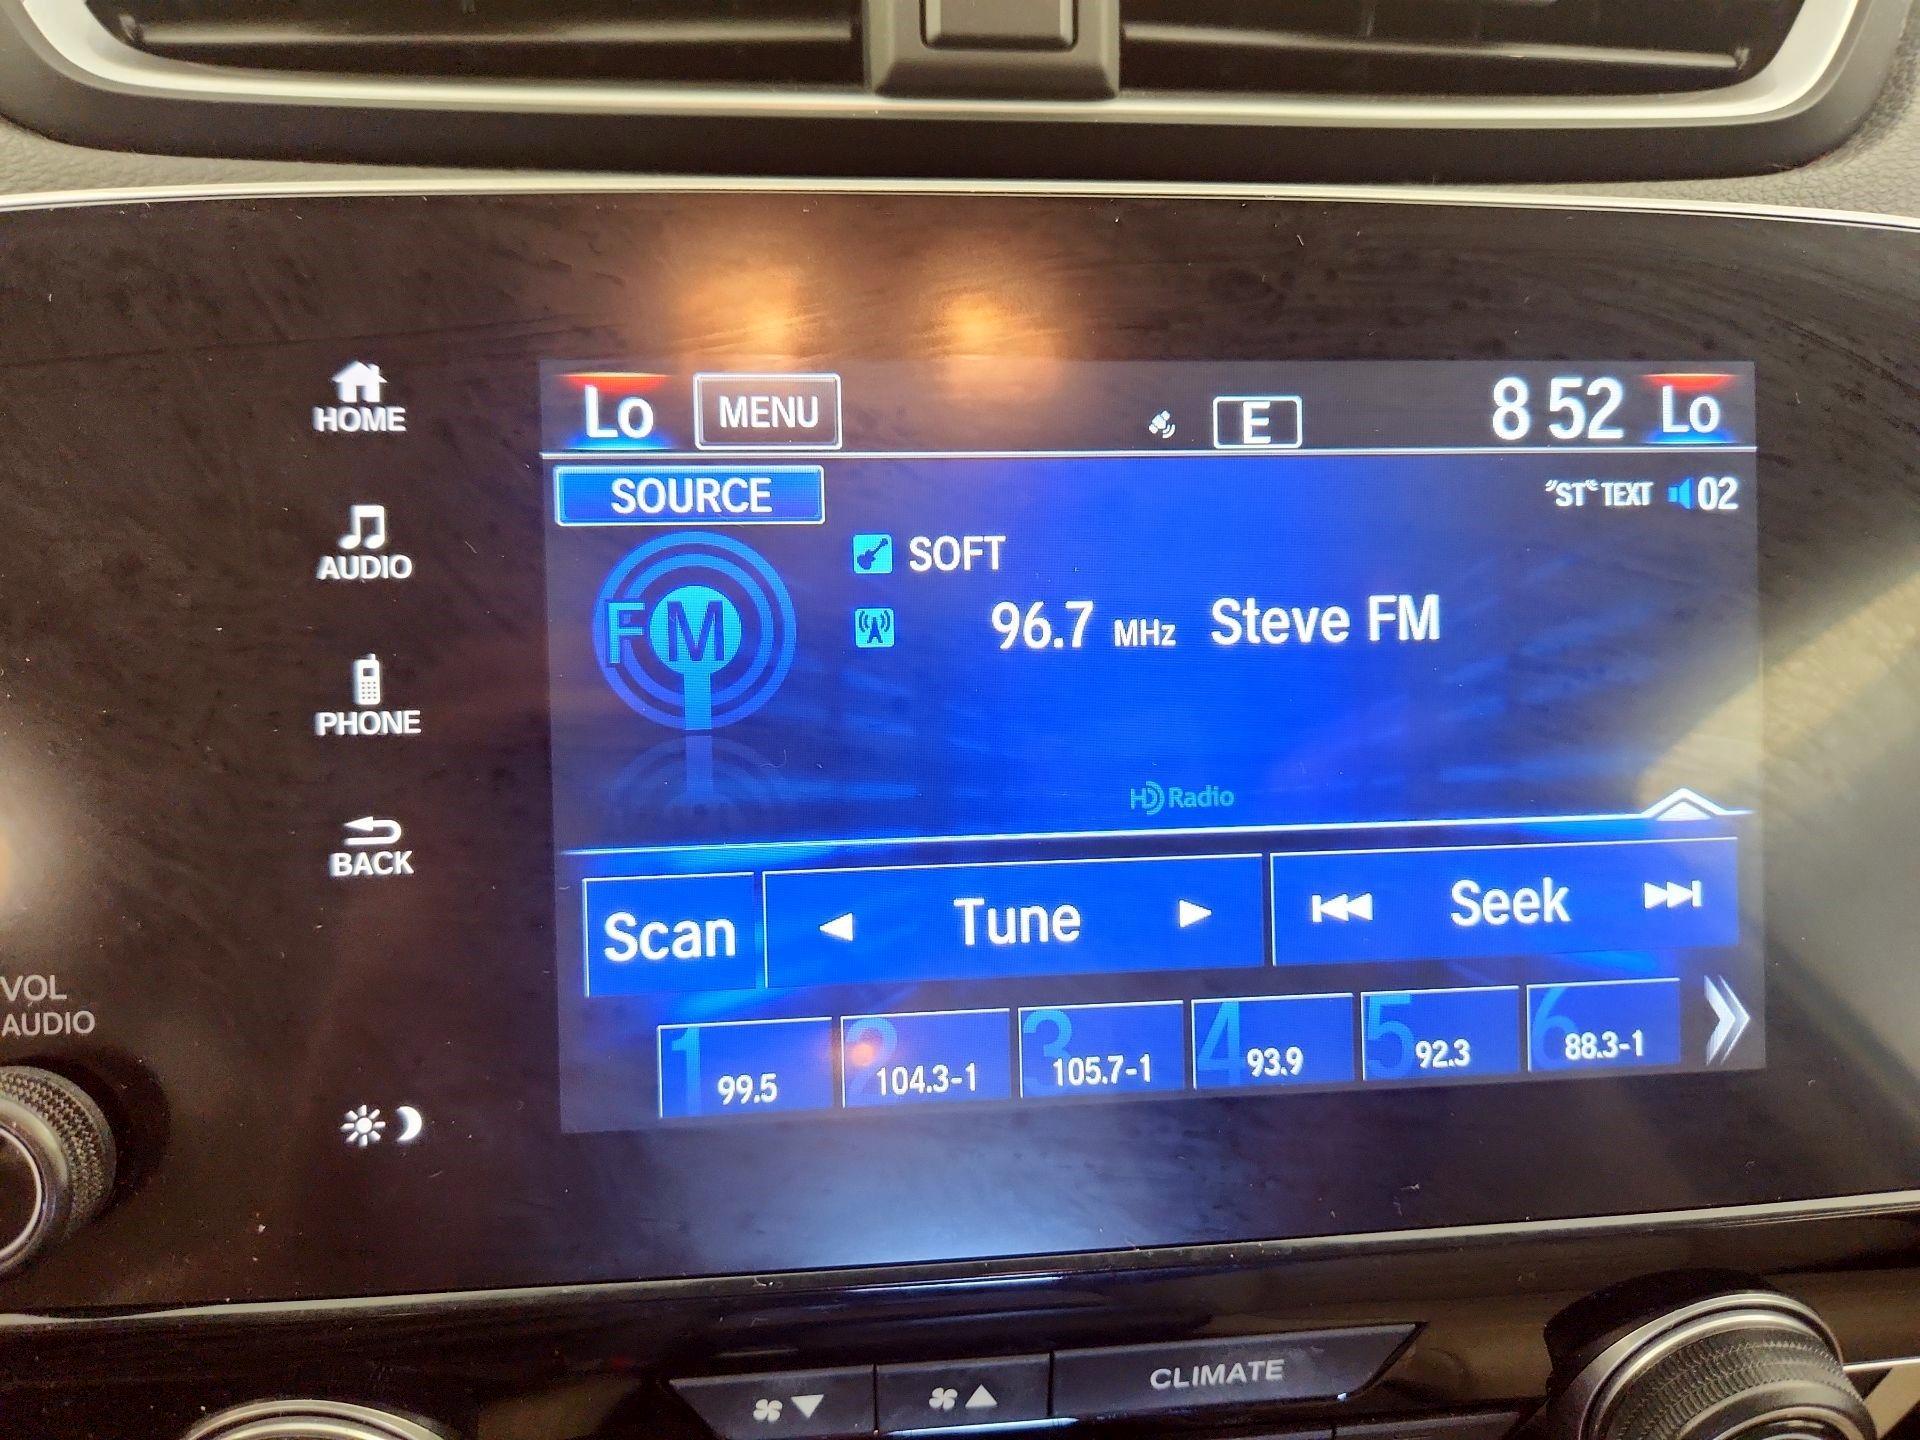 HOME
AUDIO
PHONE
BACK
VOL
AUDIO
Lo MENU E 8 52 Lo
SOURCE
"ST" TEXT 02
FM
SOFT
96.7 MHz Steve FM
HD Radio
Scan Tune Seek
1 99.5
2 104.3-1
3 105.7-1
4 93.9
5 92.3
6 88.3-1
CLIMATE